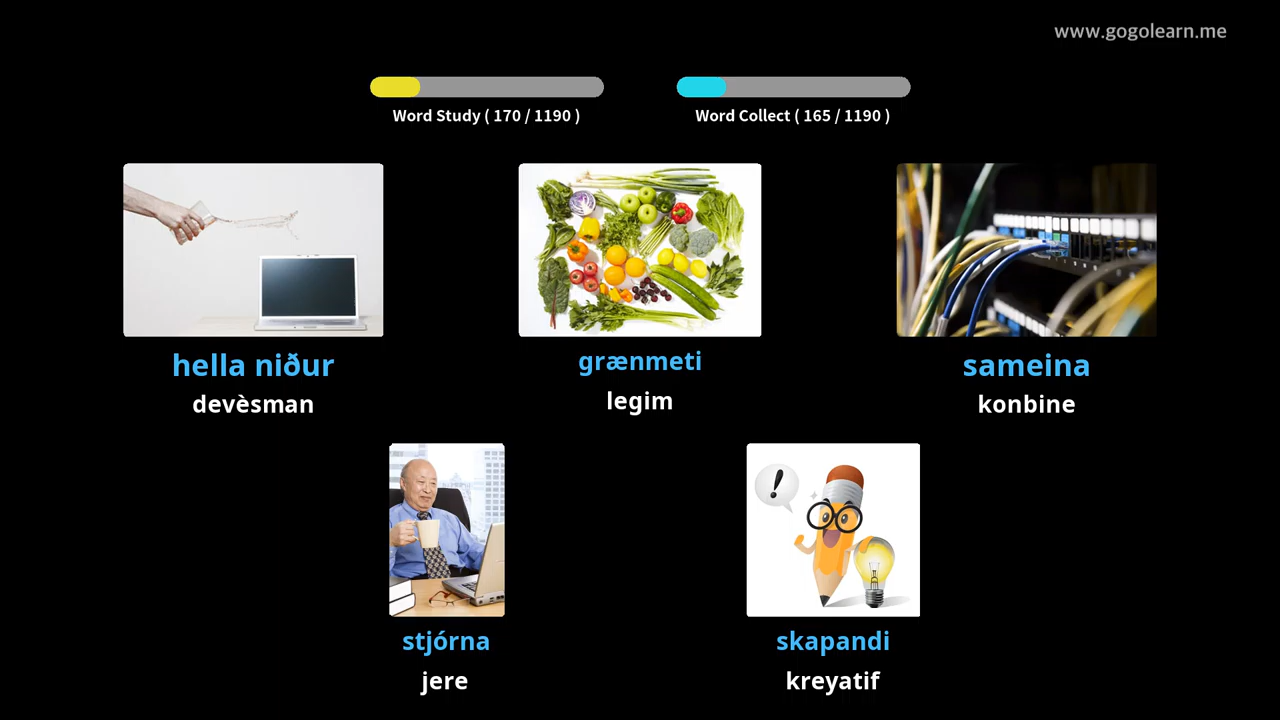 www.gogolearn.me
Word Study ( 170 / 1190 )
Word Collect ( 165 / 1190 )
hella niður
devèsman
grænmeti
legim
sameina
konbine
!
stjórna
jere
skapandi
kreyatif